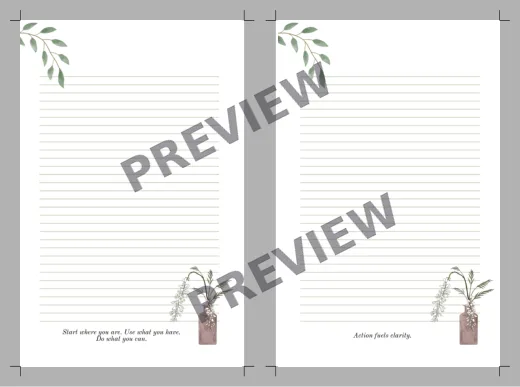 PREVIEW
PREVIEW
Start where you are. Use what you have.
Do what you can.
Action fuels clarity.